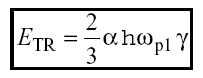 E_TR = 2/3 α h ω_p1 γ